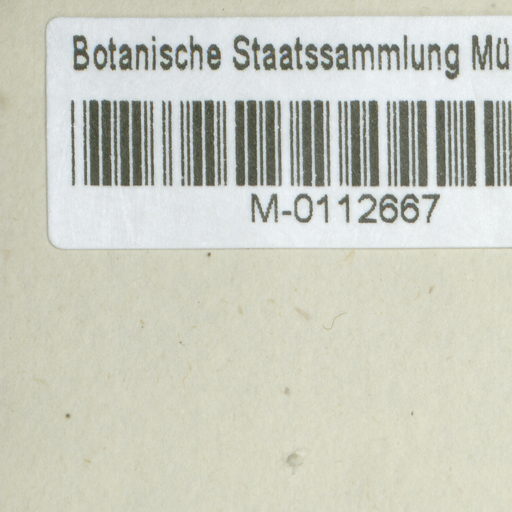 Botanische Staatssammlung Mü
M-0112667